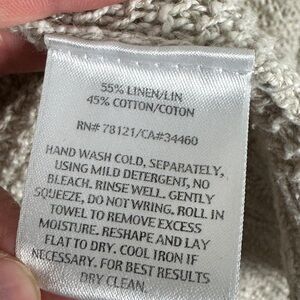 55% LINEN/LIN
45% COTTON/COTON
RN# 78121/CA#34460
HAND WASH COLD, SEPARATELY,
USING MILD DETERGENT, NO
BLEACH. RINSE WELL. GENTLY
SQUEEZE, DO NOT WRING. ROLL IN
TOWEL TO REMOVE EXCESS
MOISTURE. RESHAPE AND LAY
FLAT TO DRY. COOL IRON IF
NECESSARY. FOR BEST RESULTS
DRY CLEAN.